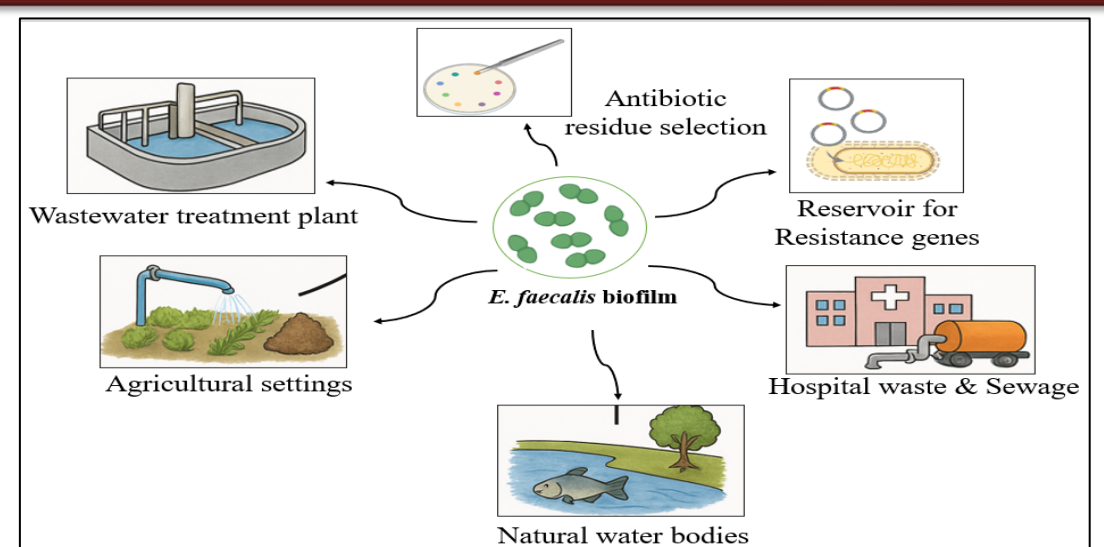 Antibiotic
residue selection
Wastewater treatment plant
Reservoir for
Resistance genes
E. faecalis biofilm
Agricultural settings
Hospital waste & Sewage
Natural water bodies